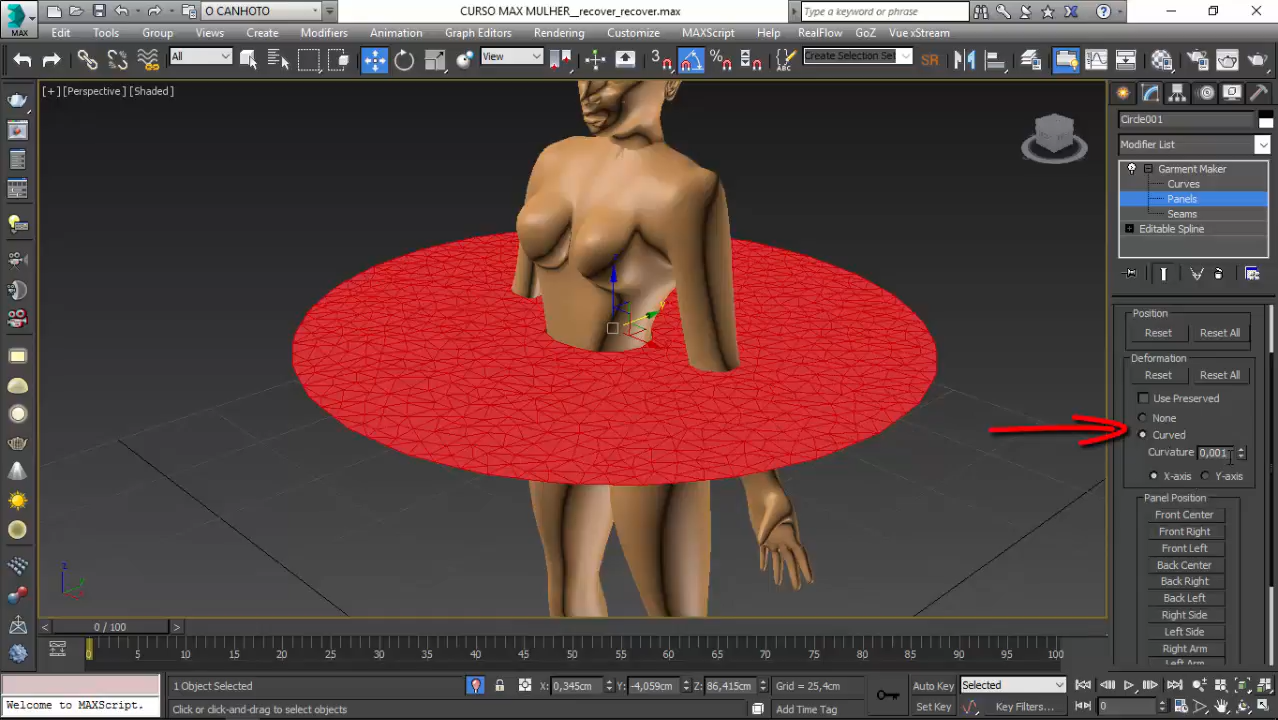 MAX
O CANHOTO
CURSO MAX MULHER__recover_recover.max
Type a keyword or phrase
Edit
Tools
Group
Views
Create
Modifiers
Animation
Graph Editors
Rendering
Customize
MAXScript
Help
RealFlow
GoZ
Vue xStream
All
View
3
Create Selection Set
SR
[+] [Perspective] [Shaded]
Circle001
Modifier List
Garment Maker
Curves
Panels
Seams
Editable Spline
Position
Reset
Reset All
Deformation
Reset
Reset All
Use Preserved
None
Curved
Curvature
0,001
X-axis
Y-axis
Panel Position
Front Center
Front Right
Front Left
Back Center
Back Right
Back Left
Right Side
Left Side
Right Arm
Left Arm
0 / 100
0
5
10
15
20
25
30
35
40
45
50
55
60
65
70
75
80
85
90
95
100
Welcome to MAXScript.
1 Object Selected
Click or click-and-drag to select objects
X: 0,345cm
Y: -4,059cm
Z: 86,415cm
Grid = 25,4cm
Add Time Tag
Auto Key
Selected
Set Key
Key Filters...
0